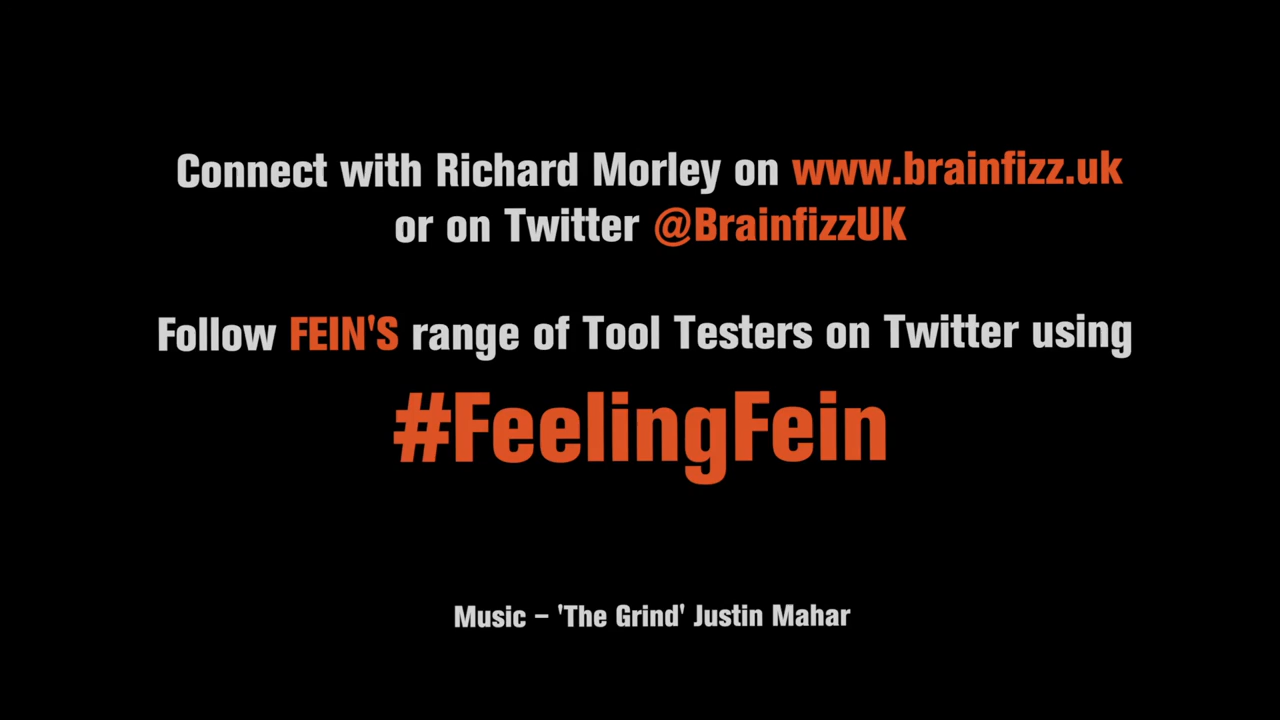 Connect with Richard Morley on www.brainfizz.uk
or on Twitter @BrainfizzUK
Follow FEIN'S range of Tool Testers on Twitter using
#FeelingFein
Music – 'The Grind' Justin Mahar